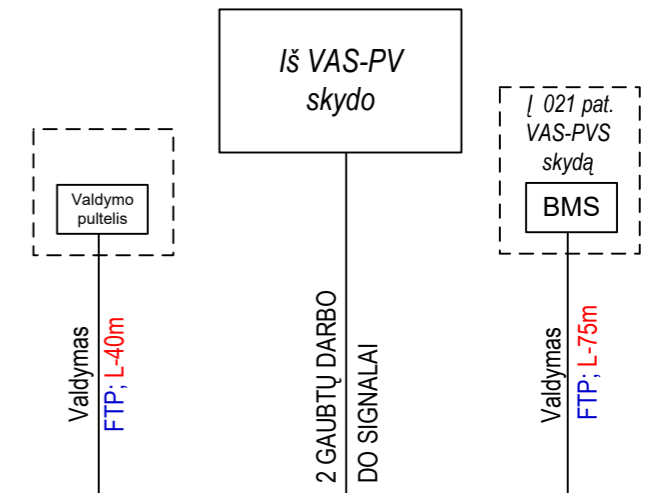 Iš VAS-PV
skydo
Į 021 pat.
VAS-PVS
skydą
Valdymo
pultelis
BMS
Valdymas
FTP; L-40m
2 GAUBTŲ DARBO
DO SIGNALAI
Valdymas
FTP; L-75m